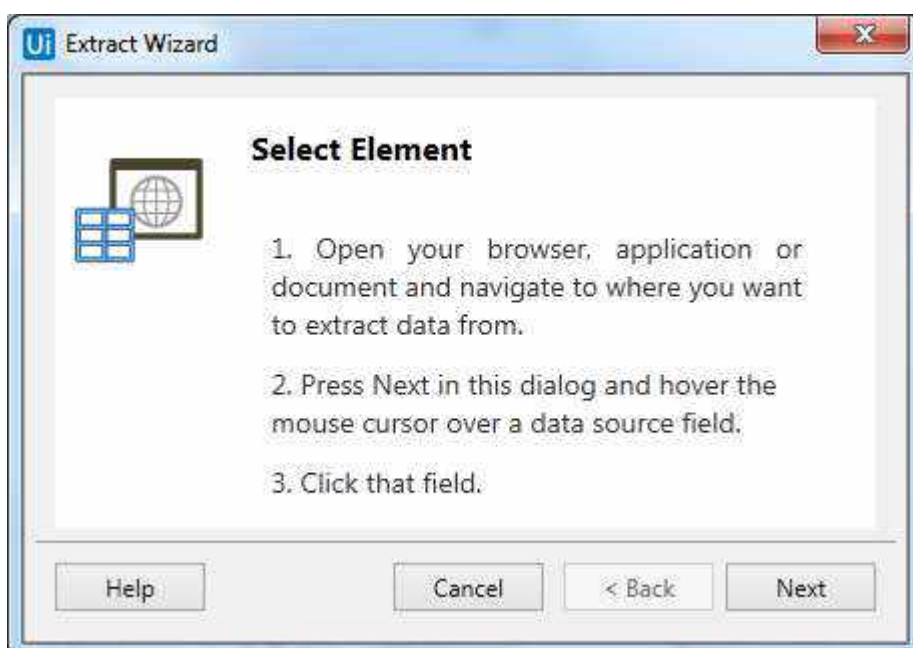 Ui Extract Wizard
Select Element
1. Open your browser, application or
document and navigate to where you want
to extract data from.
2. Press Next in this dialog and hover the
mouse cursor over a data source field.
3. Click that field.
Help Cancel < Back Next